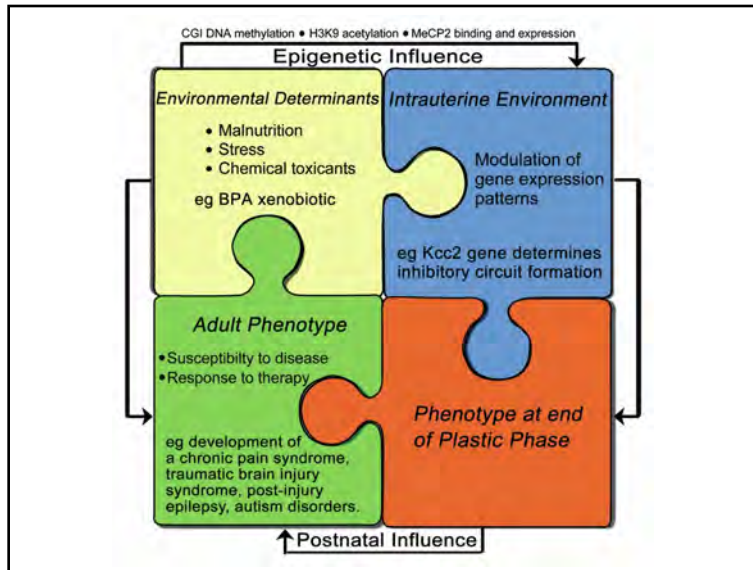 CGI DNA methylation ● H3K9 acetylation ● MeCP2 binding and expression
Epigenetic Influence
Environmental Determinants
• Malnutrition
• Stress
• Chemical toxicants
eg BPA xenobiotic
Intrauterine Environment
Modulation of
gene expression
patterns
eg Kcc2 gene determines
inhibitory circuit formation
Adult Phenotype
• Susceptibilty to disease
• Response to therapy
eg development of
a chronic pain syndrome,
traumatic brain injury
syndrome, post-injury
epilepsy, autism disorders.
Phenotype at end
of Plastic Phase
Postnatal Influence